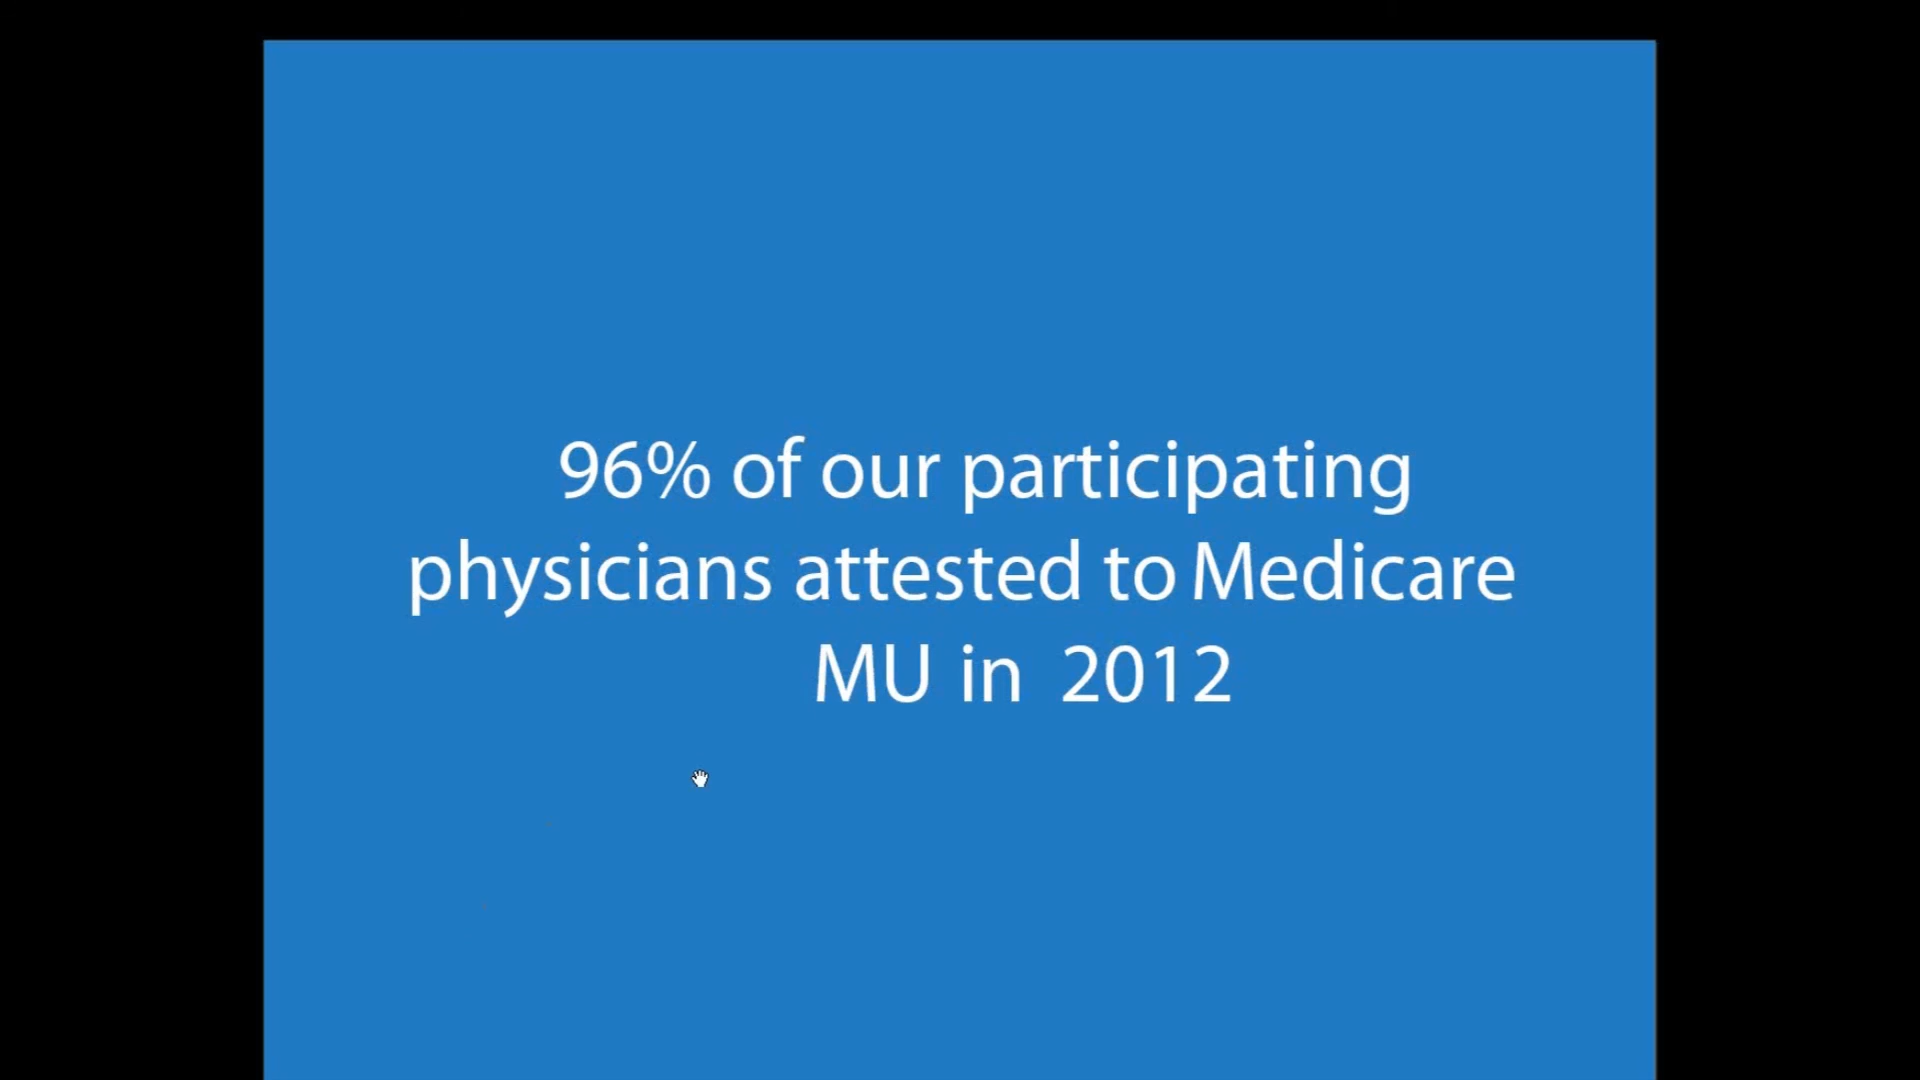 96% of our participating
physicians attested to Medicare
MU in 2012